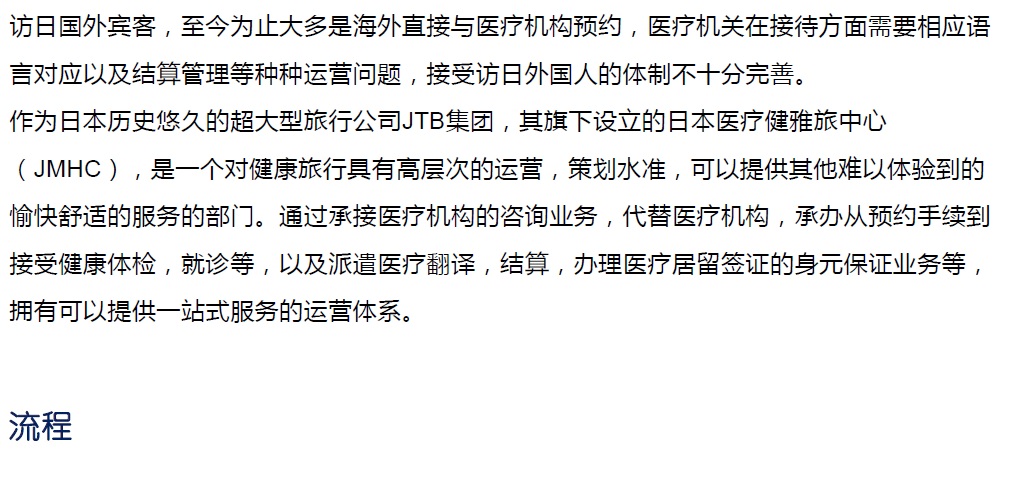 访日国外宾客，至今为止大多是海外直接与医疗机构预约，医疗机关在接待方面需要相应语
言对应以及结算管理等种种运营问题，接受访日外国人的体制不十分完善。
作为日本历史悠久的超大型旅行公司JTB集团，其旗下设立的日本医疗健雅旅中心
（JMHC），是一个对健康旅行具有高层次的运营，策划水准，可以提供其他难以体验到的
愉快舒适的服务的部门。通过承接医疗机构的咨询业务，代替医疗机构，承办从预约手续到
接受健康体检，就诊等，以及派遣医疗翻译，结算，办理医疗居留签证的身元保证业务等，
拥有可以提供一站式服务的运营体系。
流程